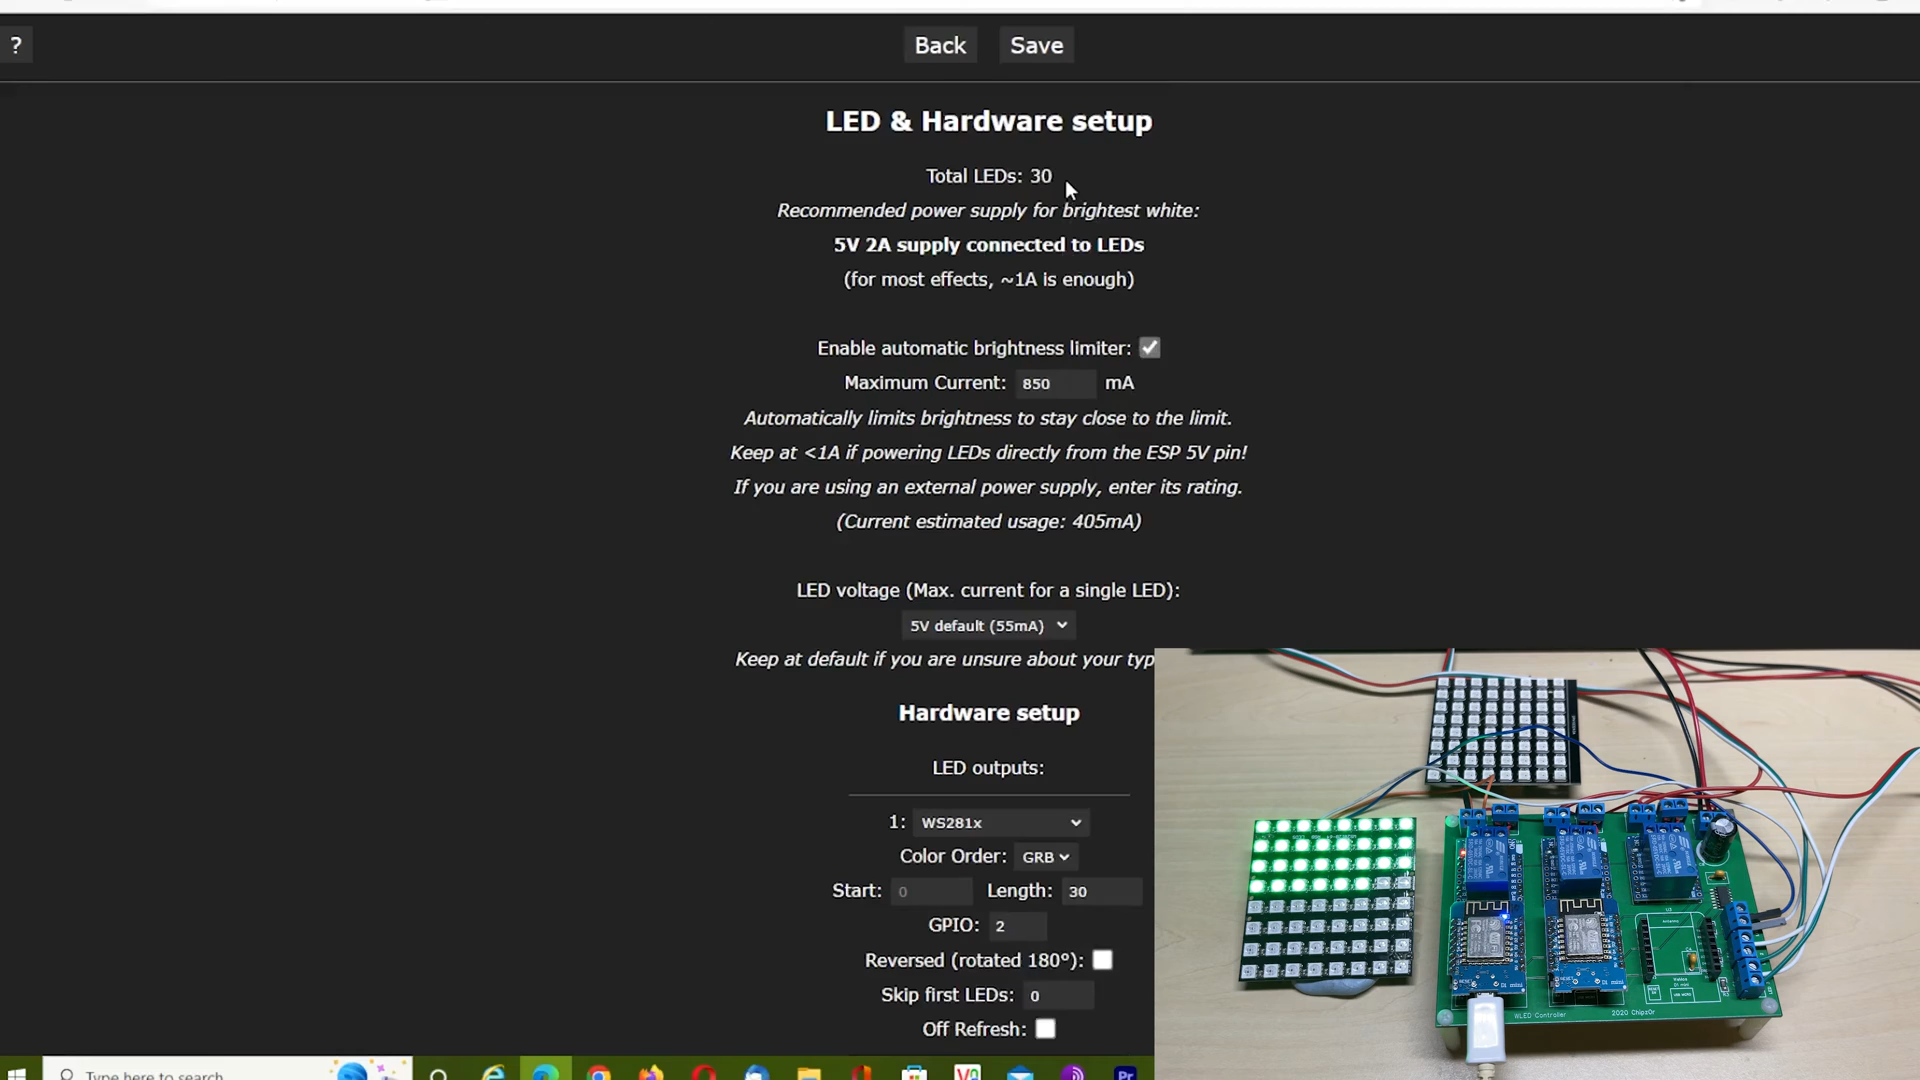 ?
Back
Save
LED & Hardware setup
Total LEDs: 30
Recommended power supply for brightest white:
5V 2A supply connected to LEDs
(for most effects, ~1A is enough)
Enable automatic brightness limiter:
Maximum Current: 850 mA
Automatically limits brightness to stay close to the limit.
Keep at <1A if powering LEDs directly from the ESP 5V pin!
If you are using an external power supply, enter its rating.
(Current estimated usage: 405mA)
LED voltage (Max. current for a single LED):
5V default (55mA)
Keep at default if you are unsure about your typ
Hardware setup
LED outputs:
1: WS281x
Color Order: GRB
Start: 0 Length: 30
GPIO: 2
Reversed (rotated 180°):
Skip first LEDs: 0
Off Refresh:
WLED Controller
2020 Chipz0r
Type here to search
Pr